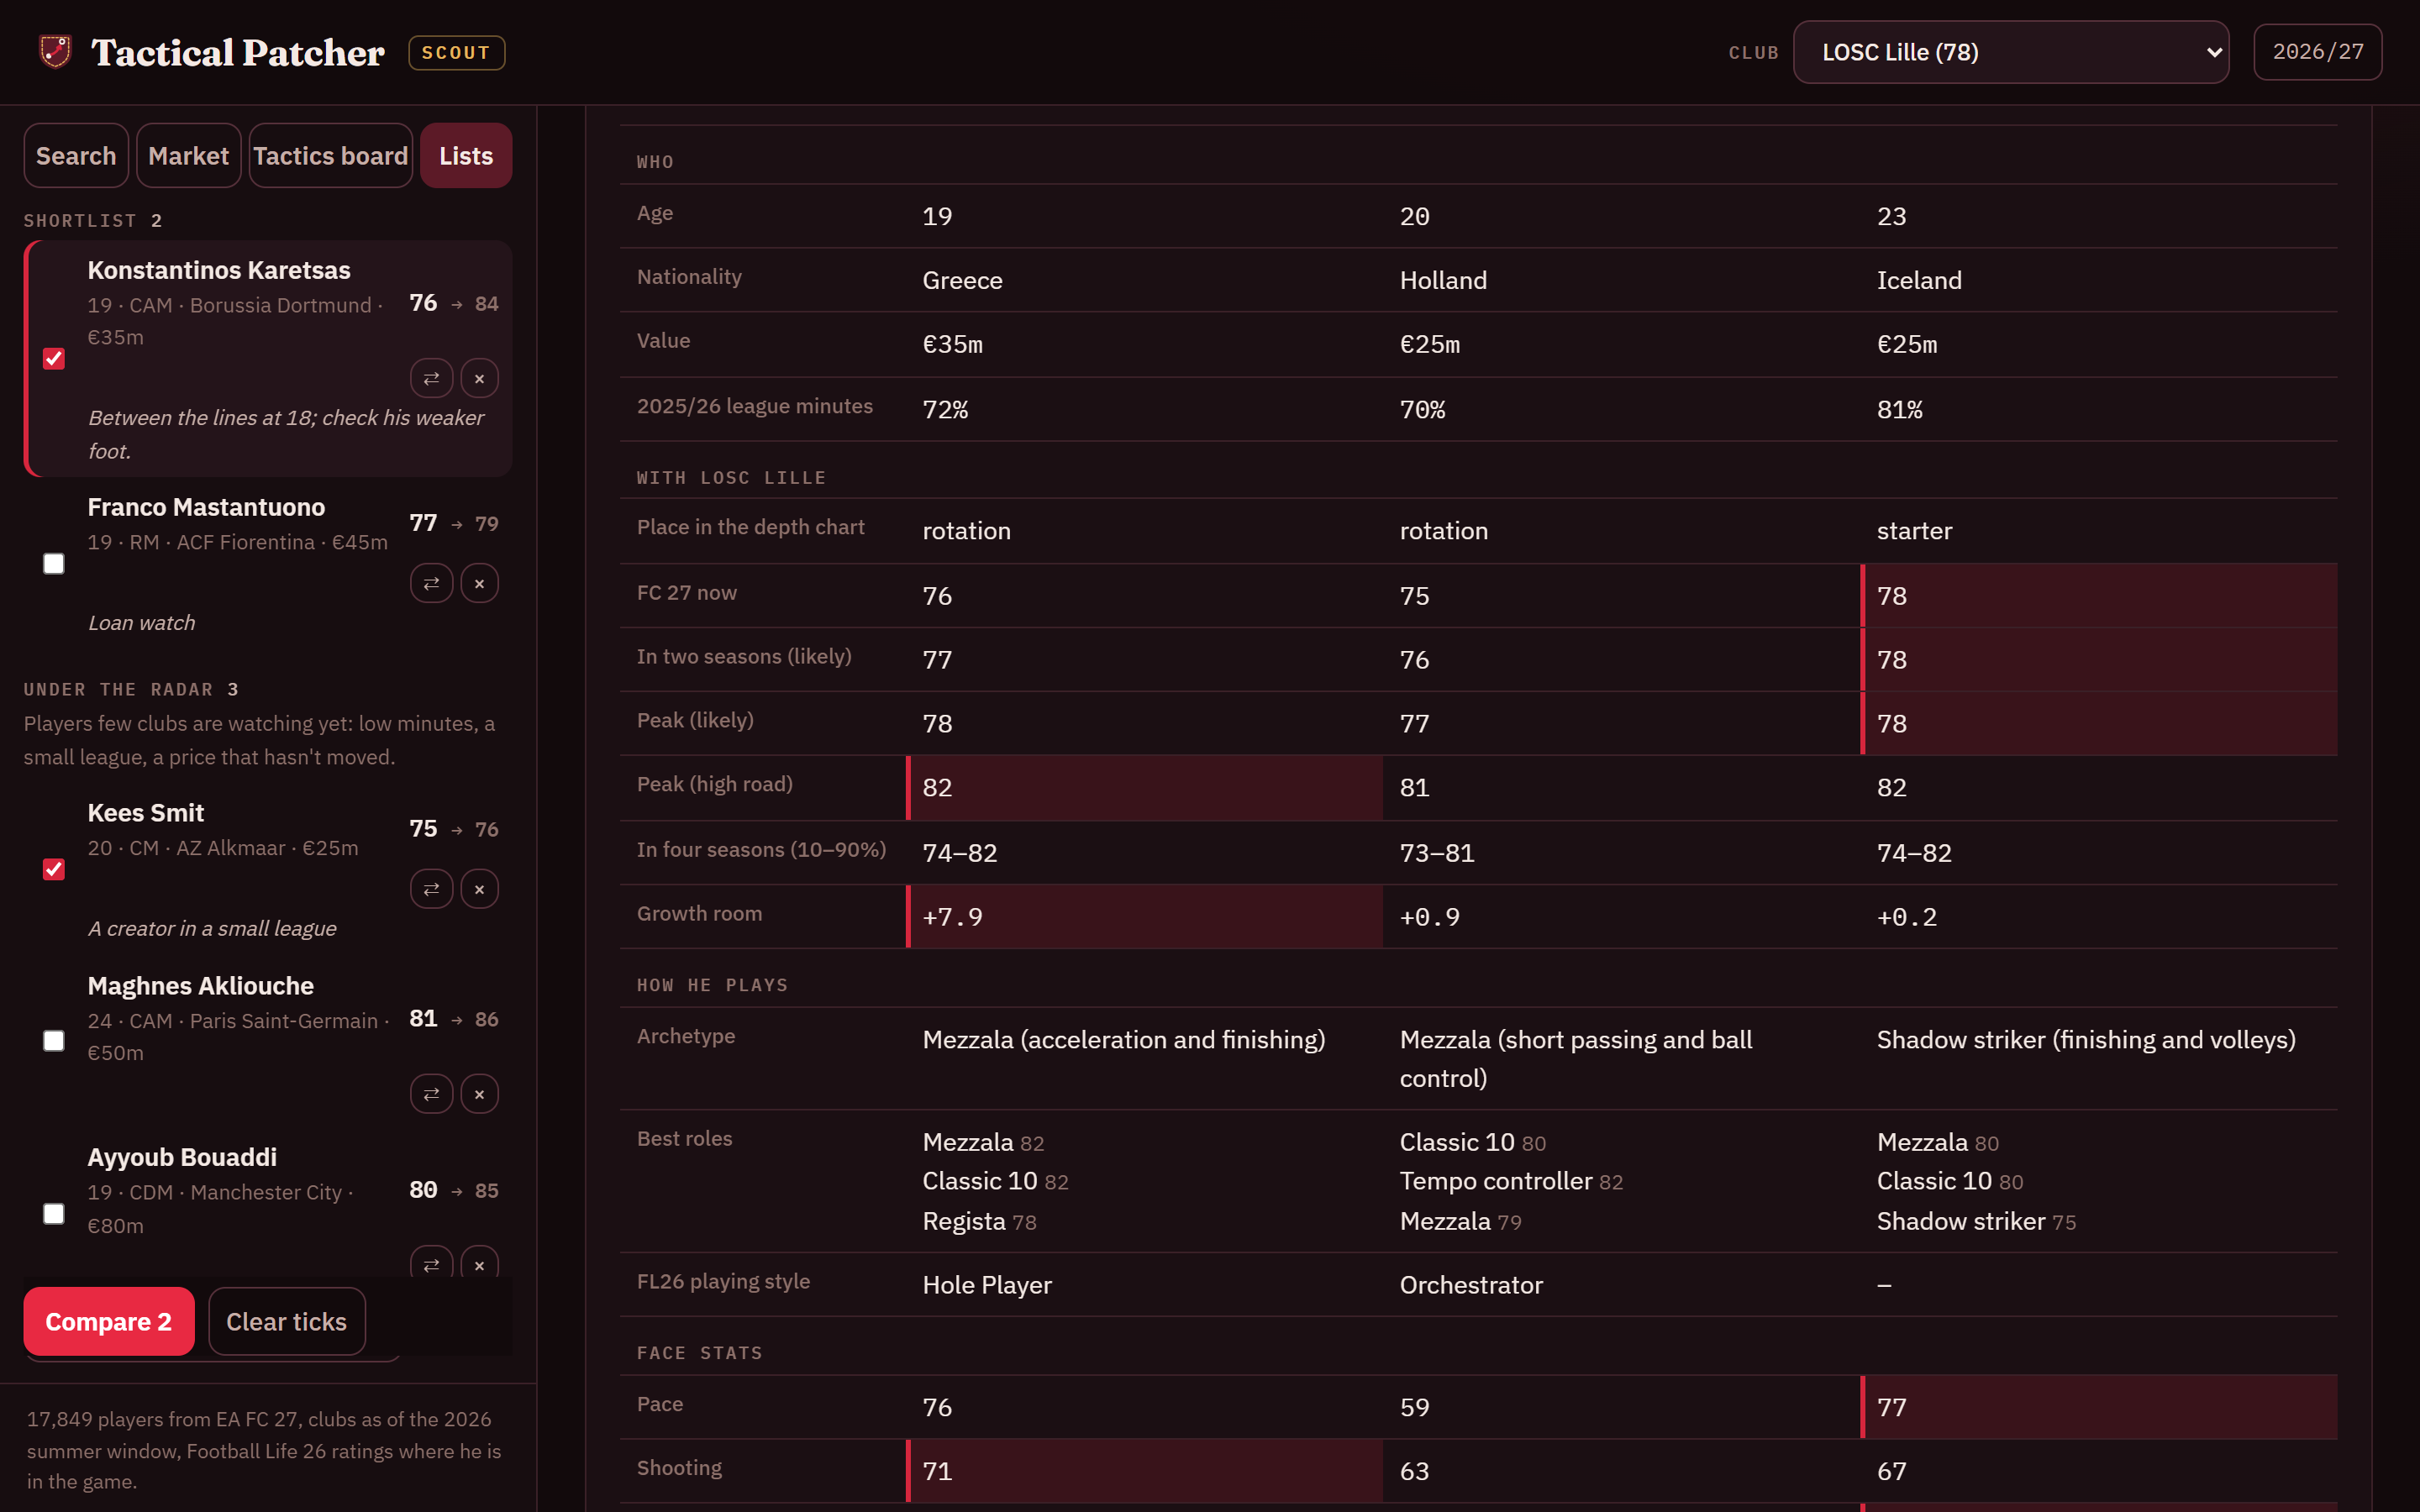 Tactical Patcher SCOUT CLUB LOSC Lille (78) 2026/27
Search Market Tactics board Lists
SHORTLIST 2
Konstantinos Karetsas
19 · CAM · Borussia Dortmund · 76 → 84
€35m
⇄ ×
Between the lines at 18; check his weaker
foot.
Franco Mastantuono
77 → 79
19 · RM · ACF Fiorentina · €45m
⇄ ×
Loan watch
UNDER THE RADAR 3
Players few clubs are watching yet: low minutes, a
small league, a price that hasn't moved.
Kees Smit
75 → 76
20 · CM · AZ Alkmaar · €25m
⇄ ×
A creator in a small league
Maghnes Akliouche
24 · CAM · Paris Saint-Germain · 81 → 86
€50m
⇄ ×
Ayyoub Bouaddi
19 · CDM · Manchester City · 80 → 85
€80m
⇄ ×
Compare 2 Clear ticks
17,849 players from EA FC 27, clubs as of the 2026
summer window, Football Life 26 ratings where he is
in the game.
WHO
Age 19 20 23
Nationality Greece Holland Iceland
Value €35m €25m €25m
2025/26 league minutes 72% 70% 81%
WITH LOSC LILLE
Place in the depth chart rotation rotation starter
FC 27 now 76 75 78
In two seasons (likely) 77 76 78
Peak (likely) 78 77 78
Peak (high road) 82 81 82
In four seasons (10–90%) 74–82 73–81 74–82
Growth room +7.9 +0.9 +0.2
HOW HE PLAYS
Archetype Mezzala (acceleration and finishing) Mezzala (short passing and ball Shadow striker (finishing and volleys)
control)
Best roles Mezzala 82 Classic 10 80 Mezzala 80
Classic 10 82 Tempo controller 82 Classic 10 80
Regista 78 Mezzala 79 Shadow striker 75
FL26 playing style Hole Player Orchestrator –
FACE STATS
Pace 76 59 77
Shooting 71 63 67